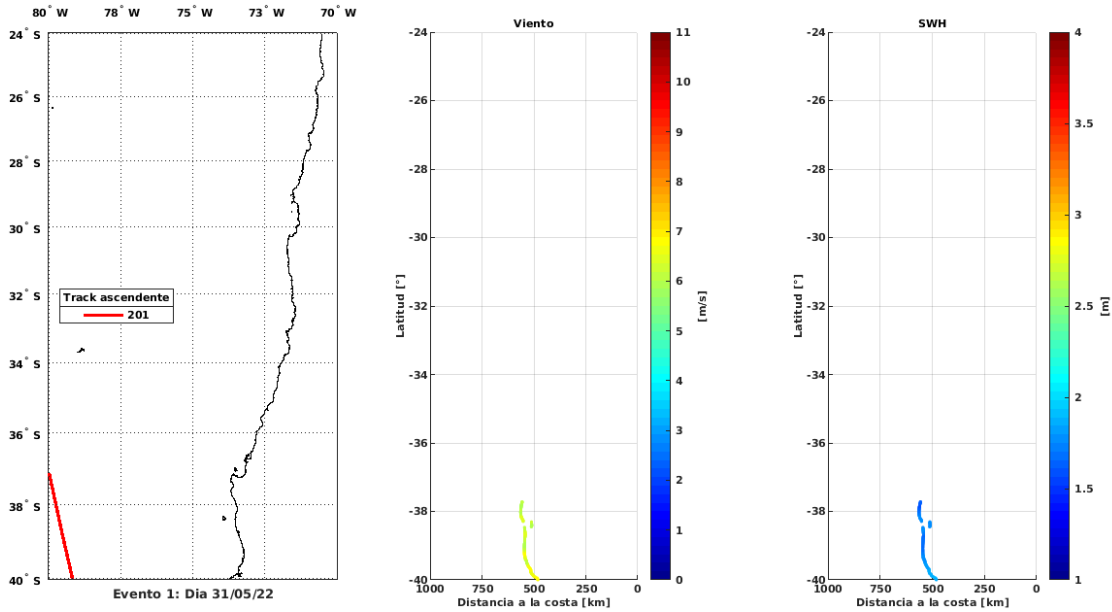 80° W 78° W 75° W 73° W 70° W
24° S
26° S
28° S
30° S
32° S
34° S
36° S
38° S
40° S
Track ascendente
201
Evento 1: Dia 31/05/22
Viento
-24
-26
-28
-30
-32
-34
-36
-38
-40
Latitud [°]
1000 750 500 250 0
Distancia a la costa [km]
11
10
9
8
7
6
5
4
3
2
1
0
[m/s]
SWH
-24
-26
-28
-30
-32
-34
-36
-38
-40
Latitud [°]
1000 750 500 250 0
Distancia a la costa [km]
4
3.5
3
2.5
2
1.5
1
[m]